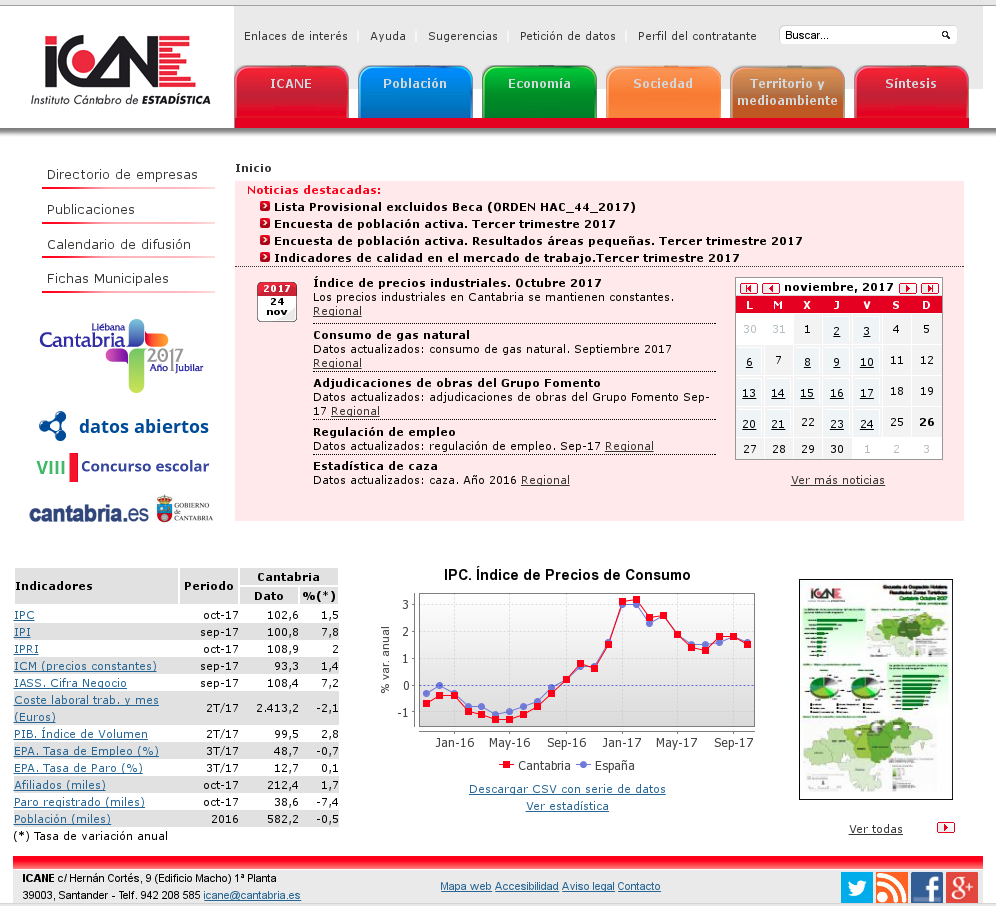 Enlaces de interés Ayuda Sugerencias Petición de datos Perfil del contratante Buscar...
ICANE
Instituto Cántabro de ESTADÍSTICA
ICANE Población Economía Sociedad Territorio y medioambiente Síntesis
Directorio de empresas
Publicaciones
Calendario de difusión
Fichas Municipales
Liébana
Cantabria 2017
Año Jubilar
datos abiertos
VIII Concurso escolar
cantabria.es GOBIERNO
de
CANTABRIA
Inicio
Noticias destacadas:
Lista Provisional excluidos Beca (ORDEN HAC_44_2017)
Encuesta de población activa. Tercer trimestre 2017
Encuesta de población activa. Resultados áreas pequeñas. Tercer trimestre 2017
Indicadores de calidad en el mercado de trabajo.Tercer trimestre 2017
2017
24
nov
Índice de precios industriales. Octubre 2017
Los precios industriales en Cantabria se mantienen constantes.
Regional
Consumo de gas natural
Datos actualizados: consumo de gas natural. Septiembre 2017
Regional
Adjudicaciones de obras del Grupo Fomento
Datos actualizados: adjudicaciones de obras del Grupo Fomento Sep-
17 Regional
Regulación de empleo
Datos actualizados: regulación de empleo. Sep-17 Regional
Estadística de caza
Datos actualizados: caza. Año 2016 Regional
noviembre, 2017
L M X J V S D
30 31 1 2 3 4 5
6 7 8 9 10 11 12
13 14 15 16 17 18 19
20 21 22 23 24 25 26
27 28 29 30 1 2 3
Ver más noticias
Indicadores Periodo Cantabria
Dato %(*)
IPC oct-17 102,6 1,5
IPI sep-17 100,8 7,8
IPRI oct-17 108,9 2
ICM (precios constantes) sep-17 93,3 1,4
IASS. Cifra Negocio sep-17 108,4 7,2
Coste laboral trab. y mes
(Euros) 2T/17 2.413,2 -2,1
PIB. Índice de Volumen 2T/17 99,5 2,8
EPA. Tasa de Empleo (%) 3T/17 48,7 -0,7
EPA. Tasa de Paro (%) 3T/17 12,7 0,1
Afiliados (miles) oct-17 212,4 1,7
Paro registrado (miles) oct-17 38,6 -7,4
Población (miles) 2016 582,2 -0,5
(*) Tasa de variación anual
IPC. Índice de Precios de Consumo
% var. anual
3
2
1
0
-1
Jan-16 May-16 Sep-16 Jan-17 May-17 Sep-17
Cantabria España
Descargar CSV con serie de datos
Ver estadística
ICANE
Encuesta de Ocupación Hotelera
Resultados Zonas Turísticas
Cantabria Octubre 2017
Ver todas
ICANE c/ Hernán Cortés, 9 (Edificio Macho) 1ª Planta
39003, Santander - Telf. 942 208 585 icane@cantabria.es
Mapa web Accesibilidad Aviso legal Contacto